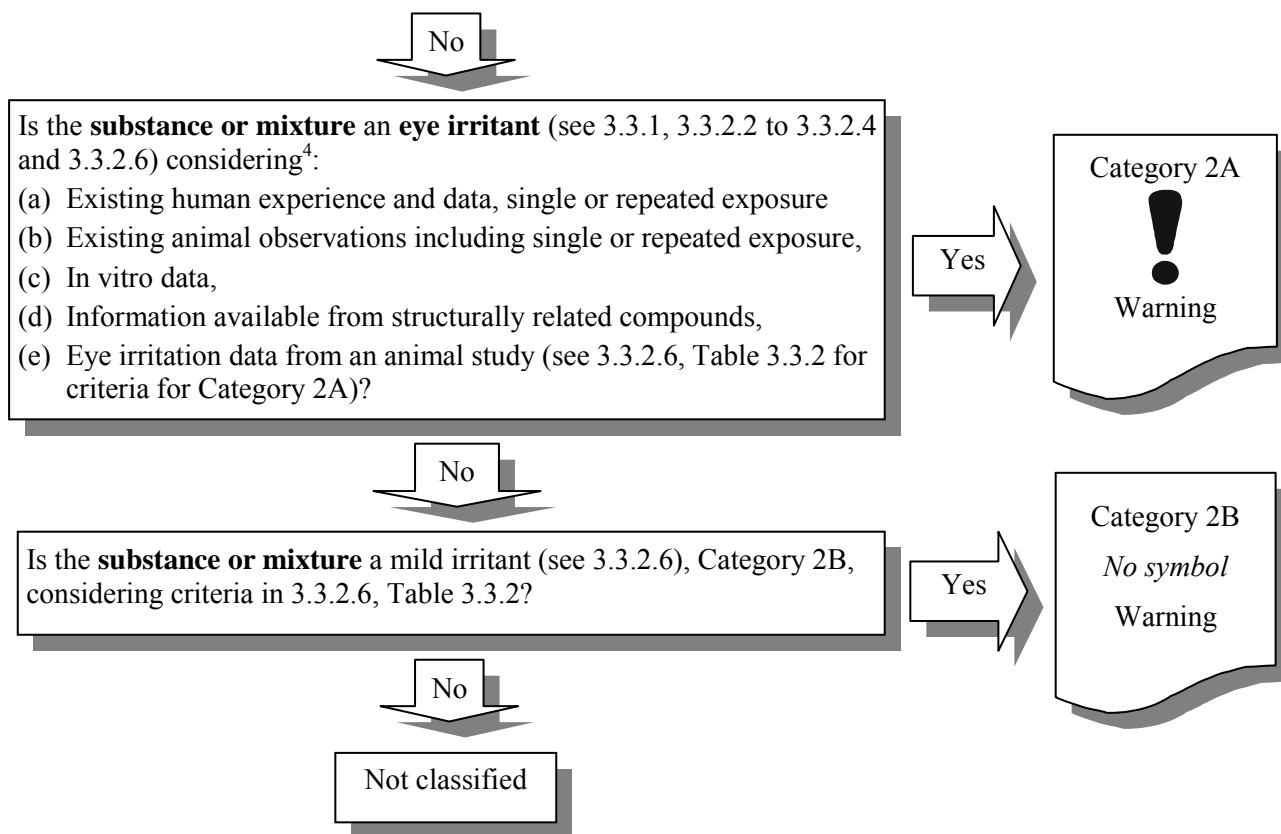 No
Is the substance or mixture an eye irritant (see 3.3.1, 3.3.2.2 to 3.3.2.4
and 3.3.2.6) considering⁴:
(a) Existing human experience and data, single or repeated exposure
(b) Existing animal observations including single or repeated exposure,
(c) In vitro data,
(d) Information available from structurally related compounds,
(e) Eye irritation data from an animal study (see 3.3.2.6, Table 3.3.2 for
criteria for Category 2A)?
Yes
Category 2A
!
Warning
No
Is the substance or mixture a mild irritant (see 3.3.2.6), Category 2B,
considering criteria in 3.3.2.6, Table 3.3.2?
Yes
Category 2B
No symbol
Warning
No
Not classified